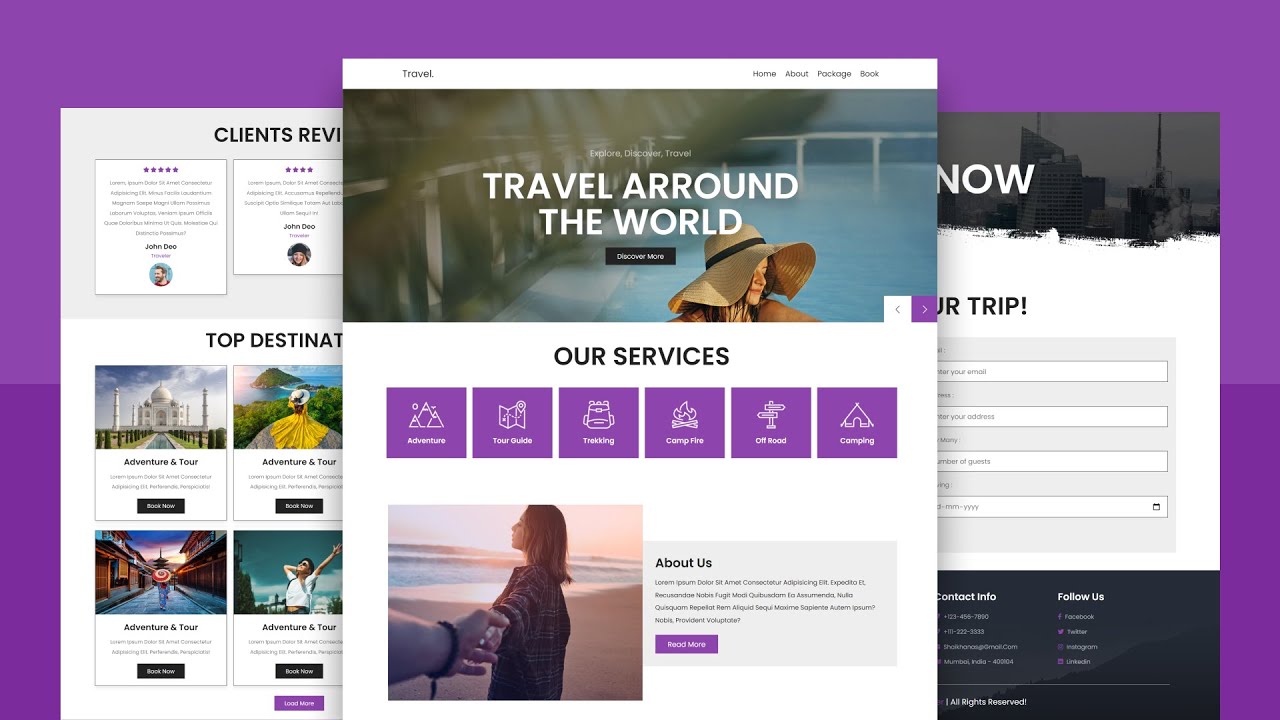 Travel.
Home About Package Book
Explore, Discover, Travel
TRAVEL ARROUND
THE WORLD
Discover More
OUR SERVICES
Adventure
Tour Guide
Trekking
Camp Fire
Off Road
Camping
About Us
Lorem Ipsum Dolor Sit Amet Consectetur Adipisicing Elit. Expedita Et,
Recusandae Nobis Fugit Modi Quibusdam Ea Assumenda, Nulla
Quisquam Repellat Rem Aliquid Sequi Maxime Sapiente Autem Ipsum?
Nobis, Provident Voluptate?
Read More
CLIENTS REVI
Lorem, Ipsum Dolor Sit Amet Consectetur
Adipisicing Elit. Minus Facilis Laudantium
Magnam Saepe Magni Ullam Possimus
Laborum Voluptas, Veniam Ipsum Officiis
Quae Doloribus Minima Ut Quis. Molestiae Qui
Distinctio Possimus?
John Deo
Traveler
Lorem Ipsum, Dolor Sit Amet Consectetur
Adipisicing Elit. Accusamus Repellendu
Suscipit Optio Similique Totam Aut Labo
Ullam Sequi! In!
John Deo
Traveler
TOP DESTINAT
Adventure & Tour
Lorem Ipsum Dolor Sit Amet Consectetur
Adipisicing Elit. Perferendis, Perspiciatis!
Book Now
Adventure & Tour
Lorem Ipsum Dolor Sit Amet Consectet
Adipisicing Elit. Perferendis, Perspiciati
Book Now
Adventure & Tour
Lorem Ipsum Dolor Sit Amet Consectetur
Adipisicing Elit. Perferendis, Perspiciatis!
Book Now
Adventure & Tour
Lorem Ipsum Dolor Sit Amet Consectet
Adipisicing Elit. Perferendis, Perspiciati
Book Now
Load More
NOW
UR TRIP!
nter your email
ress :
nter your address
Many :
umber of guests
ving :
d-mm-yyyy
Contact Info
+123-456-7890
+111-222-3333
Shaikhanas@Gmail.Com
Mumbai, India - 400104
Follow Us
Facebook
Twitter
Instagram
Linkedin
| All Rights Reserved!